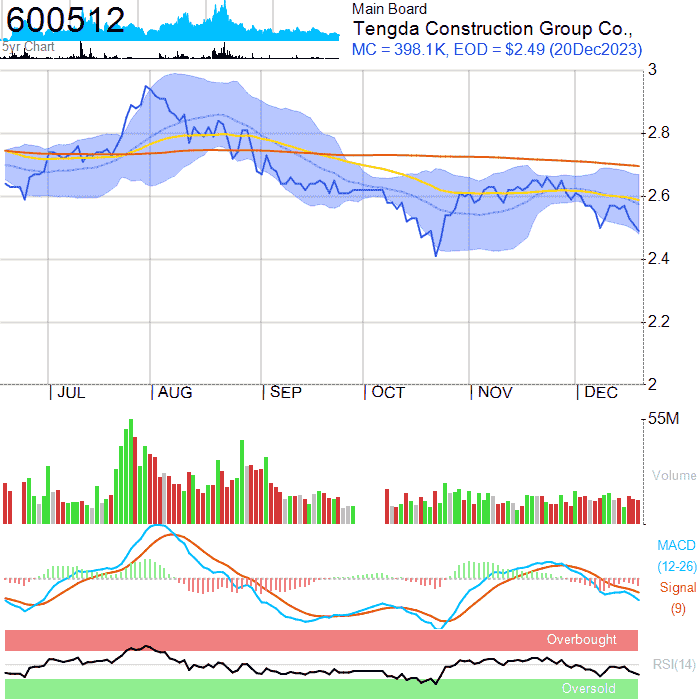 600512
5yr Chart
Main Board
Tengda Construction Group Co.,
MC = 398.1K, EOD = $2.49 (20Dec2023)
3
2.8
2.6
2.4
2.2
2
JUL
AUG
SEP
OCT
NOV
DEC
55M
Volume
MACD
(12-26)
Signal
(9)
Overbought
RSI(14)
Oversold